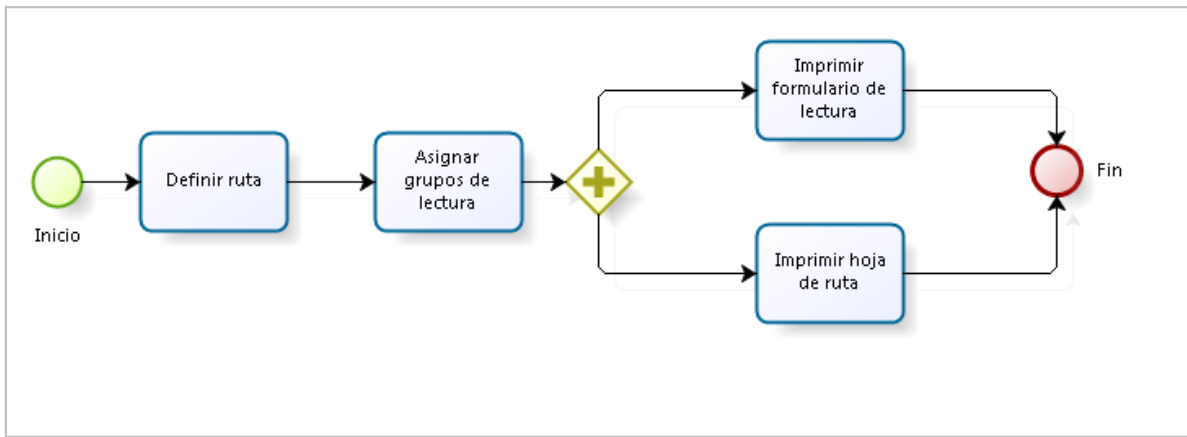 Inicio
Definir ruta
Asignar
grupos de
lectura
Imprimir
formulario de
lectura
Imprimir hoja
de ruta
Fin